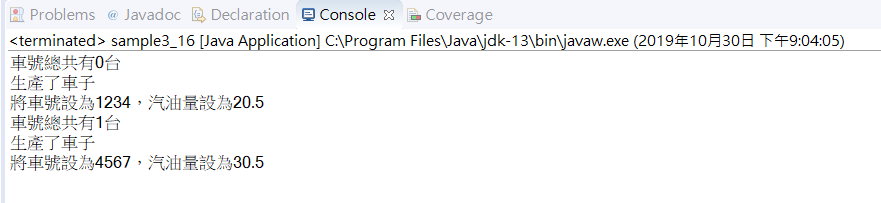 Problems @ Javadoc Declaration Console Coverage
<terminated> sample3_16 [Java Application] C:\Program Files\Java\jdk-13\bin\javaw.exe (2019年10月30日 下午9:04:05)
車號總共有0台
生產了車子
將車號設為1234，汽油量設為20.5
車號總共有1台
生產了車子
將車號設為4567，汽油量設為30.5